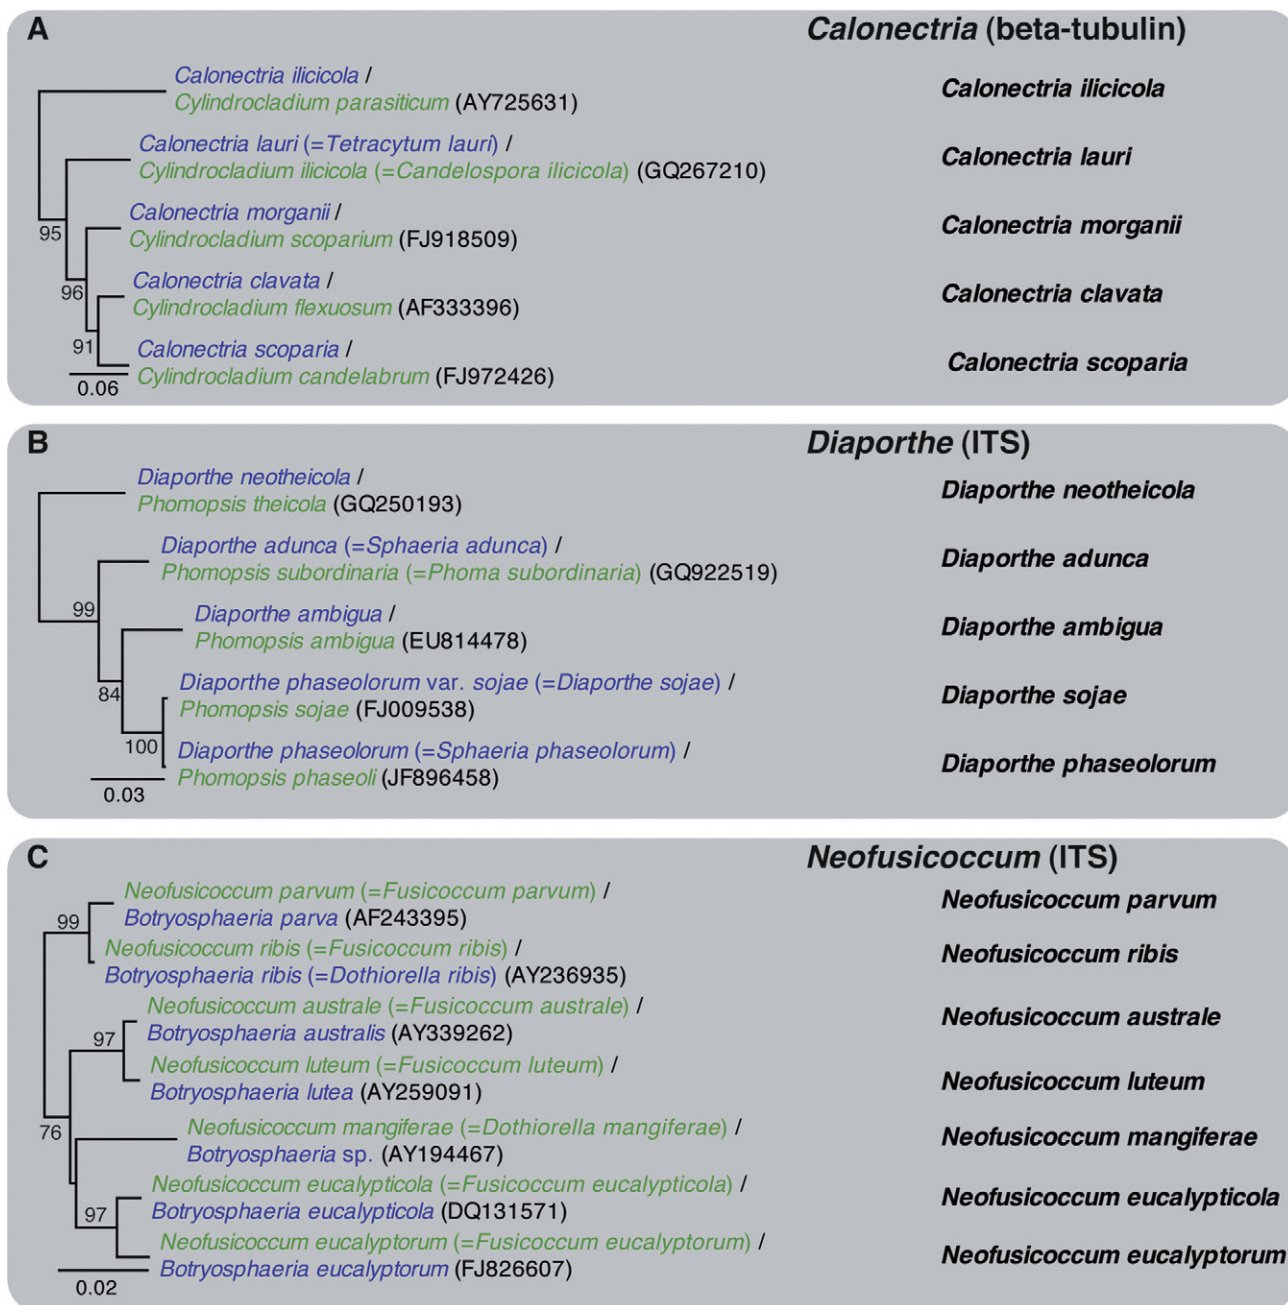 A
Calonectria (beta-tubulin)
Calonectria ilicicola /
Cylindrocladium parasiticum (AY725631)
Calonectria ilicicola
Calonectria lauri (=Tetracytum lauri) /
Cylindrocladium ilicicola (=Candelospora ilicicola) (GQ267210)
Calonectria lauri
Calonectria morganii /
Cylindrocladium scoparium (FJ918509)
Calonectria morganii
95
Calonectria clavata /
Cylindrocladium flexuosum (AF333396)
Calonectria clavata
96
Calonectria scoparia /
Cylindrocladium candelabrum (FJ972426)
Calonectria scoparia
91
0.06
B
Diaporthe (ITS)
Diaporthe neotheicola /
Phomopsis theicola (GQ250193)
Diaporthe neotheicola
Diaporthe adunca (=Sphaeria adunca) /
Phomopsis subordinaria (=Phoma subordinaria) (GQ922519)
Diaporthe adunca
99
Diaporthe ambigua /
Phomopsis ambigua (EU814478)
Diaporthe ambigua
84
Diaporthe phaseolorum var. sojae (=Diaporthe sojae) /
Phomopsis sojae (FJ009538)
Diaporthe sojae
100
Diaporthe phaseolorum (=Sphaeria phaseolorum) /
Phomopsis phaseoli (JF896458)
Diaporthe phaseolorum
0.03
C
Neofusicoccum (ITS)
Neofusicoccum parvum (=Fusicoccum parvum) /
Botryosphaeria parva (AF243395)
Neofusicoccum parvum
99
Neofusicoccum ribis (=Fusicoccum ribis) /
Botryosphaeria ribis (=Dothiorella ribis) (AY236935)
Neofusicoccum ribis
Neofusicoccum australe (=Fusicoccum australe) /
Botryosphaeria australis (AY339262)
Neofusicoccum australe
97
Neofusicoccum luteum (=Fusicoccum luteum) /
Botryosphaeria lutea (AY259091)
Neofusicoccum luteum
76
Neofusicoccum mangiferae (=Dothiorella mangiferae) /
Botryosphaeria sp. (AY194467)
Neofusicoccum mangiferae
Neofusicoccum eucalypticola (=Fusicoccum eucalypticola) /
Botryosphaeria eucalypticola (DQ131571)
Neofusicoccum eucalypticola
97
Neofusicoccum eucalyptorum (=Fusicoccum eucalyptorum) /
Botryosphaeria eucalyptorum (FJ826607)
Neofusicoccum eucalyptorum
0.02